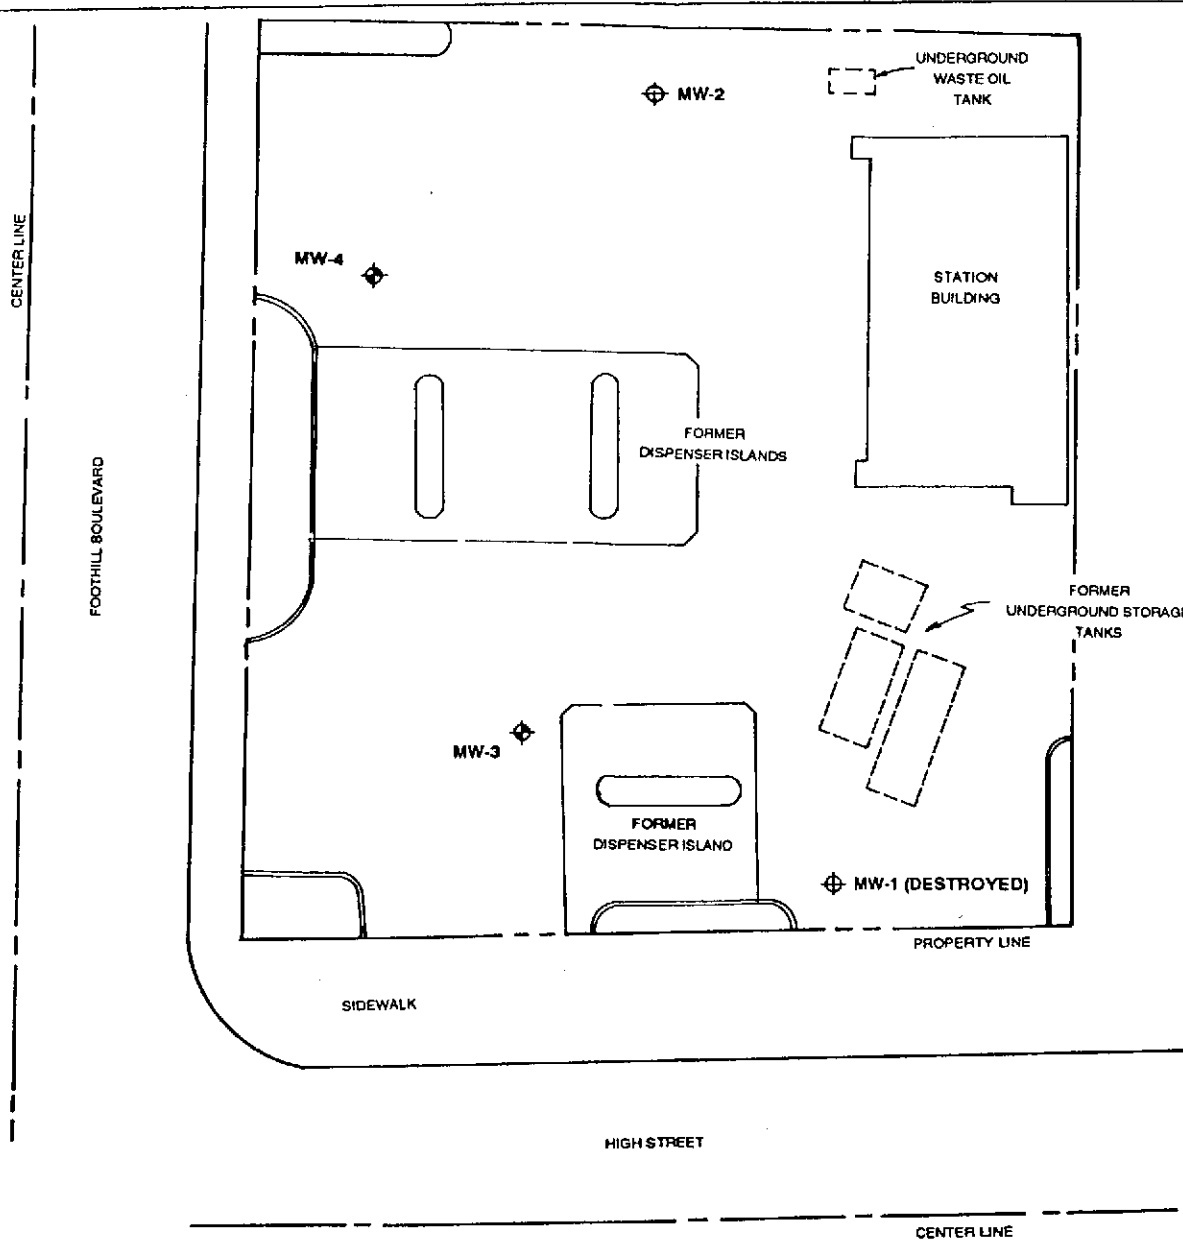 UNDERGROUND
WASTE OIL
TANK
MW-2
CENTER LINE
MW-4
STATION
BUILDING
FORMER
DISPENSER ISLANDS
FOOTHILL BOULEVARD
FORMER
UNDERGROUND STORAGE
TANKS
MW-3
FORMER
DISPENSER ISLAND
MW-1 (DESTROYED)
PROPERTY LINE
SIDEWALK
HIGH STREET
CENTER LINE